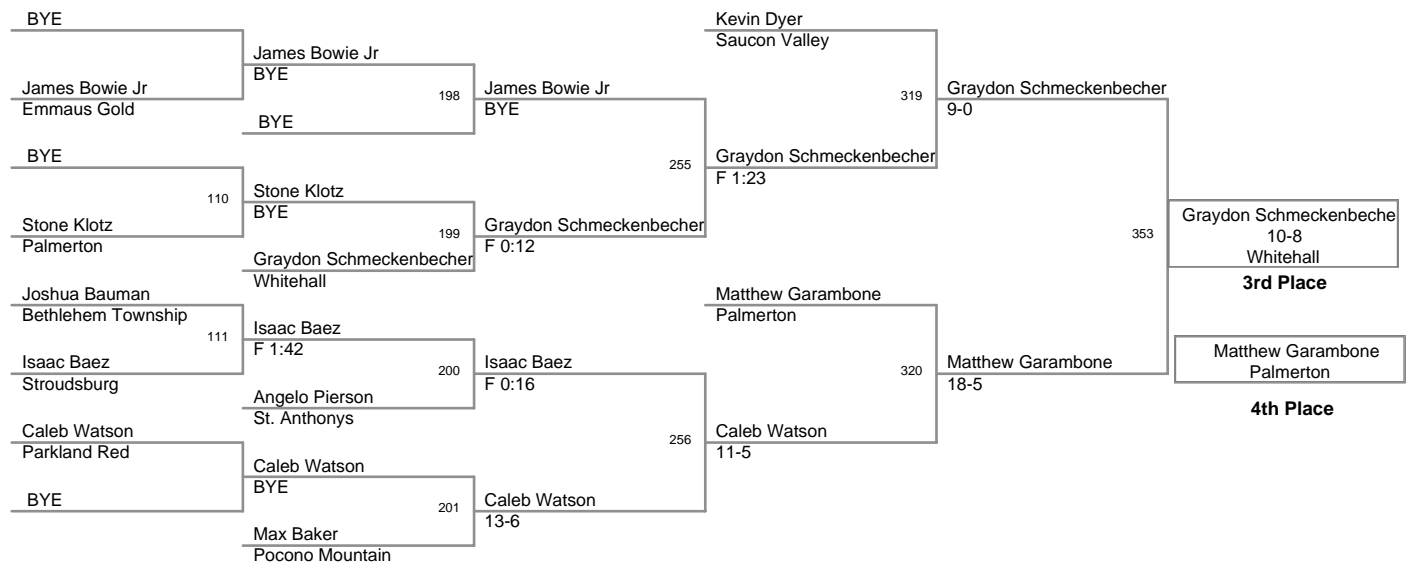 BYE
James Bowie Jr
Emmaus Gold
BYE
110
Stone Klotz
Palmerton
Joshua Bauman
Bethlehem Township
111
Isaac Baez
Stroudsburg
Caleb Watson
Parkland Red
BYE
James Bowie Jr
BYE
198
BYE
Stone Klotz
BYE
199
Graydon Schmeckenbecher
Whitehall
Isaac Baez
F 1:42
200
Angelo Pierson
St. Anthonys
Caleb Watson
BYE
201
Max Baker
Pocono Mountain
James Bowie Jr
BYE
255
Graydon Schmeckenbecher
F 0:12
Isaac Baez
F 0:16
256
Caleb Watson
13-6
Kevin Dyer
Saucon Valley
319
Graydon Schmeckenbecher
F 1:23
Matthew Garambone
Palmerton
320
Caleb Watson
11-5
Graydon Schmeckenbecher
9-0
353
Matthew Garambone
18-5
Graydon Schmeckenbeche
10-8
Whitehall
3rd Place
Matthew Garambone
Palmerton
4th Place